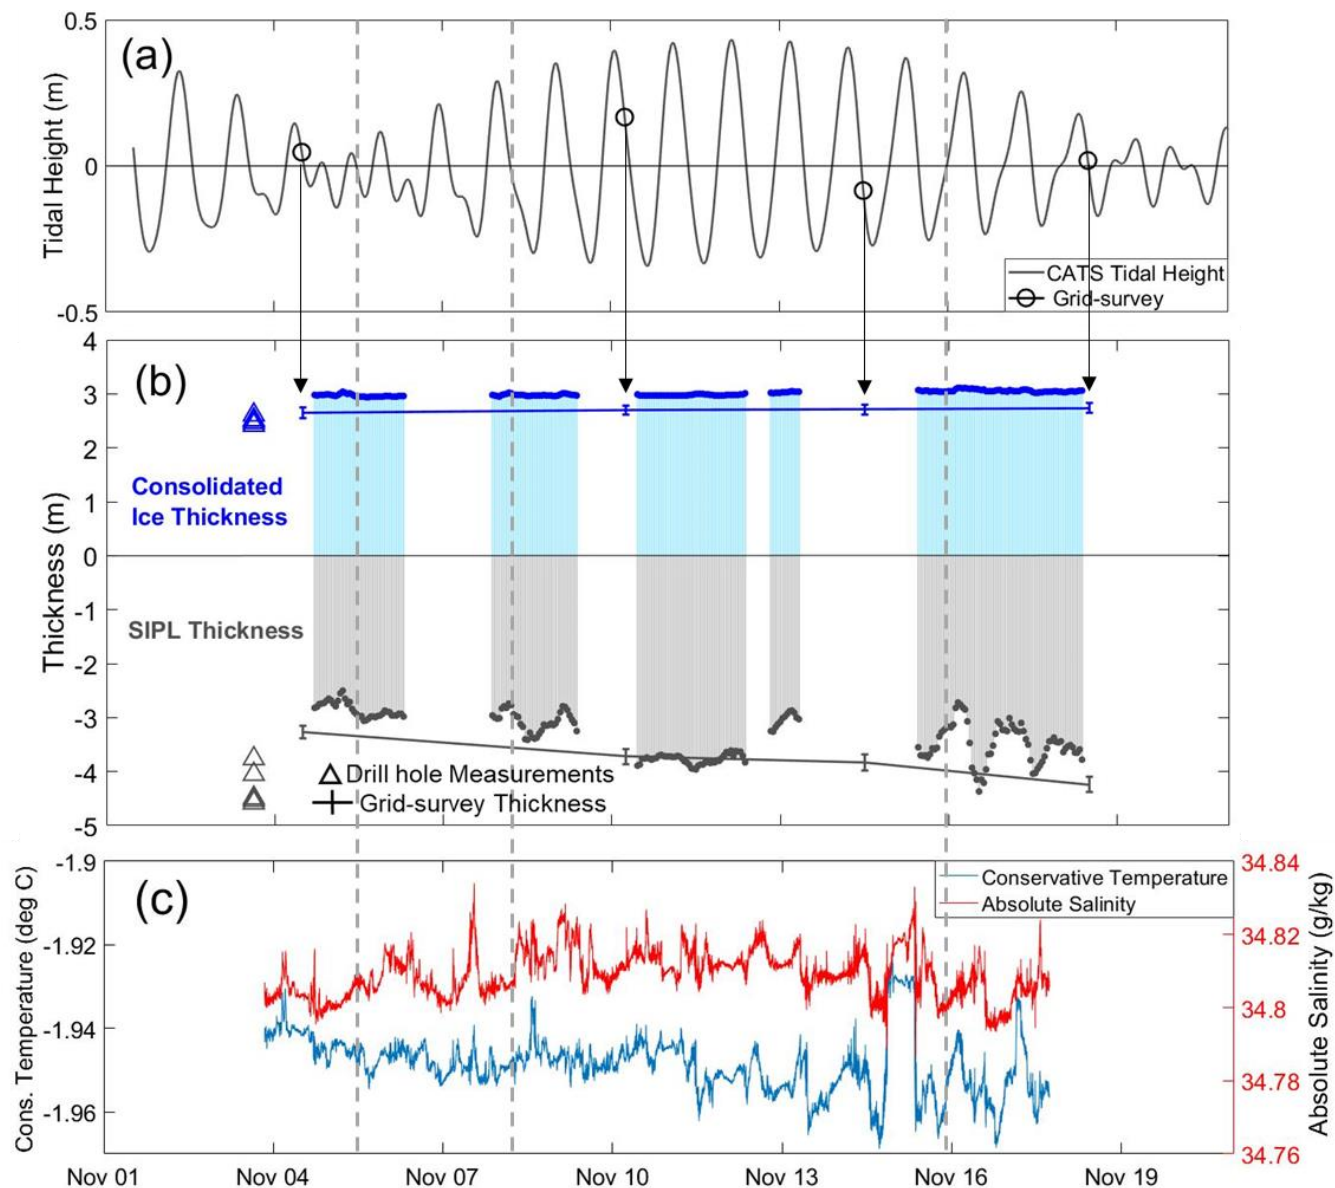 (a)
Tidal Height (m)
0.5
0
-0.5
CATS Tidal Height
Grid-survey
(b)
Thickness (m)
4
3
2
1
0
-1
-2
-3
-4
-5
Consolidated
Ice Thickness
SIPL Thickness
Drill hole Measurements
Grid-survey Thickness
(c)
Cons. Temperature (deg C)
-1.9
-1.92
-1.94
-1.96
Conservative Temperature
Absolute Salinity
34.84
34.82
34.8
34.78
34.76
Absolute Salinity (g/kg)
Nov 01 Nov 04 Nov 07 Nov 10 Nov 13 Nov 16 Nov 19